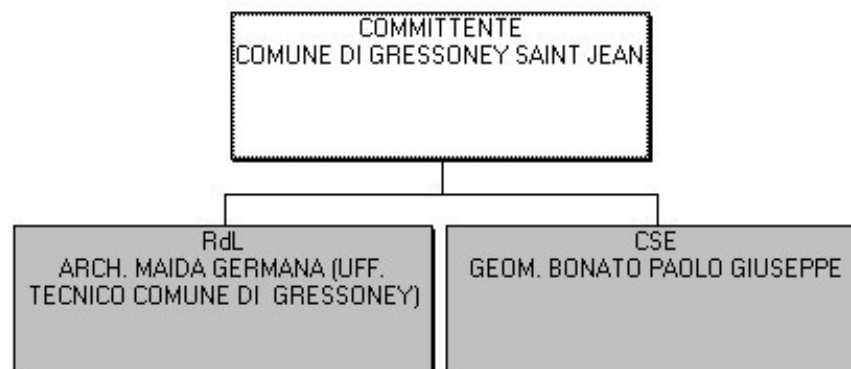 COMMITTENTE
COMUNE DI GRESSONEY SAINT JEAN
RdL
ARCH. MAIDA GERMANA (UFF.
TECNICO COMUNE DI GRESSONEY)
CSE
GEOM. BONATO PAOLO GIUSEPPE